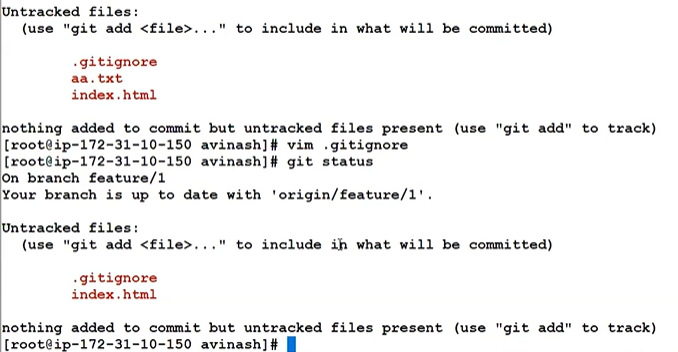 Untracked files:
(use "git add <file>..." to include in what will be committed)
.gitignore
aa.txt
index.html
nothing added to commit but untracked files present (use "git add" to track)
[root@ip-172-31-10-150 avinash]# vim .gitignore
[root@ip-172-31-10-150 avinash]# git status
On branch feature/1
Your branch is up to date with 'origin/feature/1'.
Untracked files:
(use "git add <file>..." to include in what will be committed)
.gitignore
index.html
nothing added to commit but untracked files present (use "git add" to track)
[root@ip-172-31-10-150 avinash]#